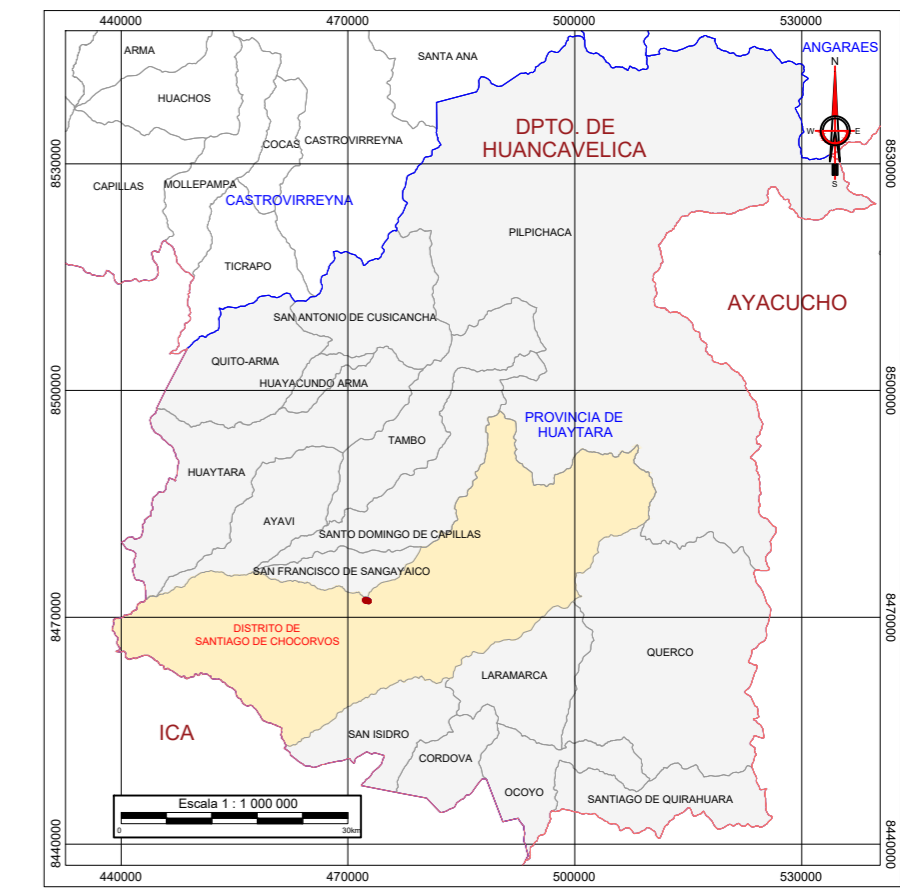 440000
470000
500000
530000
ARMA
SANTA ANA
ANGARAES
N
HUACHOS
W
E
S
DPTO. DE
HUANCAVELICA
COCAS
CASTROVIRREYNA
8530000
8530000
CAPILLAS
MOLLEPAMPA
CASTROVIRREYNA
PILPICHACA
TICRAPO
AYACUCHO
SAN ANTONIO DE CUSICANCHA
QUITO-ARMA
HUAYACUNDO ARMA
8500000
8500000
PROVINCIA DE
HUAYTARA
TAMBO
HUAYTARA
AYAVI
SANTO DOMINGO DE CAPILLAS
SAN FRANCISCO DE SANGAYAICO
8470000
8470000
DISTRITO DE
SANTIAGO DE CHOCORVOS
QUERCO
LARAMARCA
ICA
SAN ISIDRO
CORDOVA
OCOYO
SANTIAGO DE QUIRAHUARA
Escala 1 : 1 000 000
0
30km
8440000
8440000
440000
470000
500000
530000